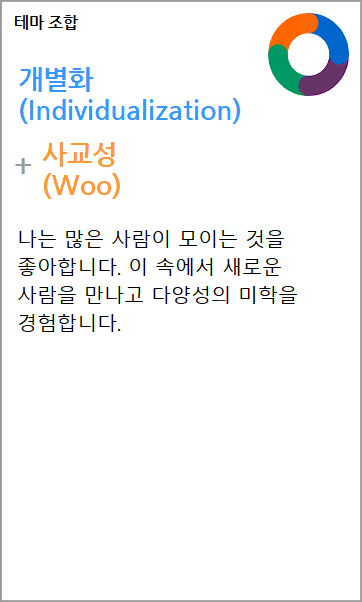 테마 조합
개별화
(Individualization)
+ 사교성
(Woo)
나는 많은 사람이 모이는 것을
좋아합니다. 이 속에서 새로운
사람을 만나고 다양성의 미학을
경험합니다.